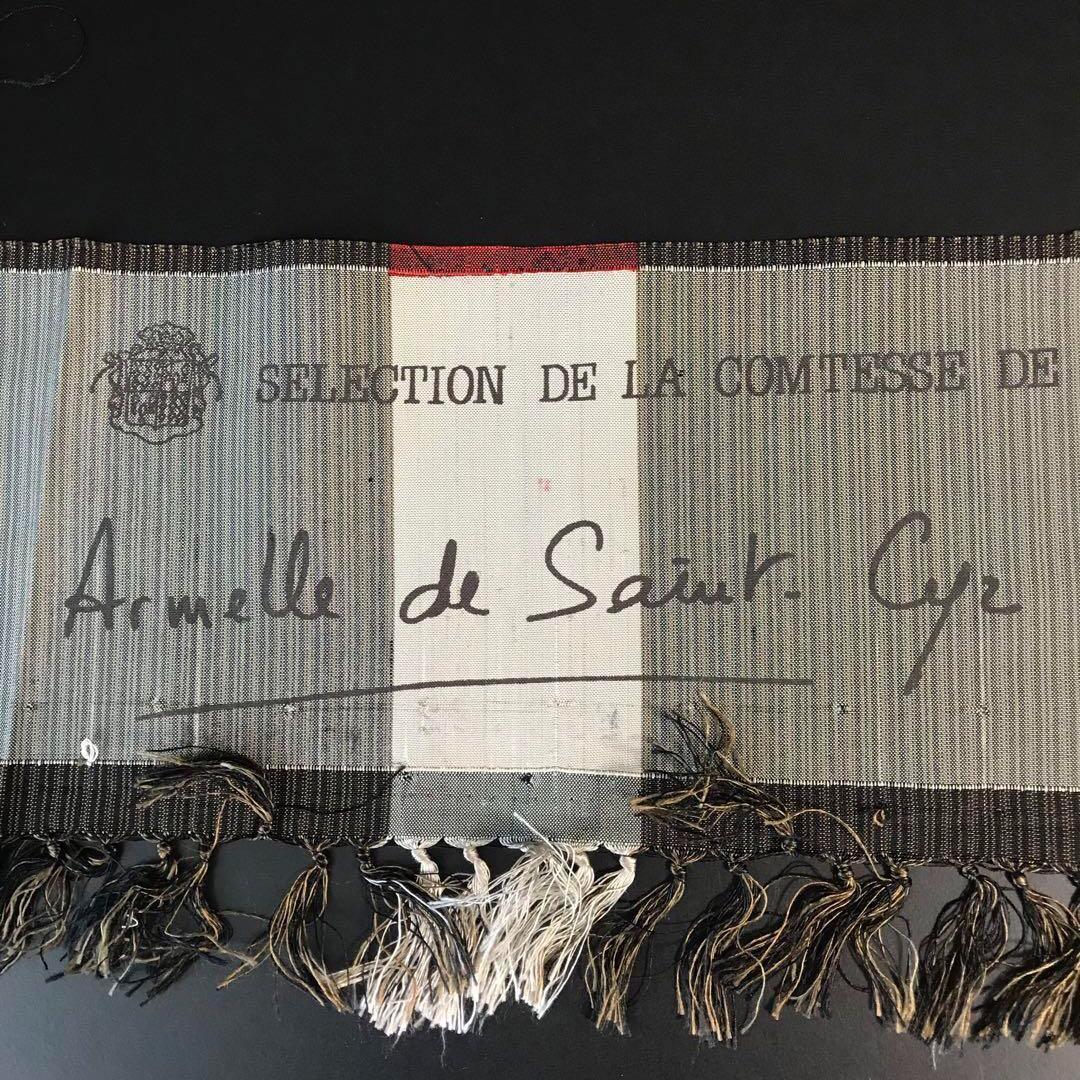 SELECTION DE LA COMTESSE DE
Armelle de Saint-Cyr